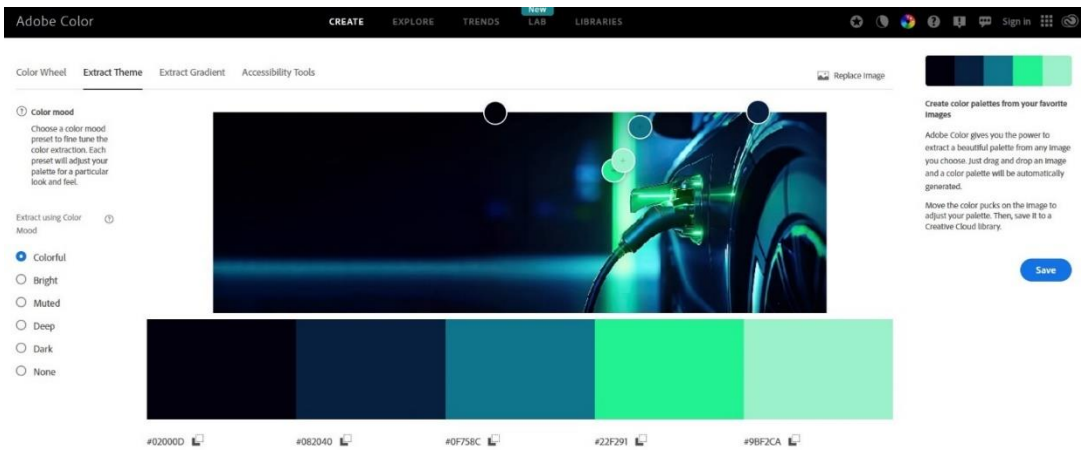 Adobe Color
CREATE
EXPLORE
TRENDS
New
LAB
LIBRARIES
Sign in
Color Wheel
Extract Theme
Extract Gradient
Accessibility Tools
Replace Image
Color mood
Choose a color mood
preset to fine tune the
color extraction. Each
preset will adjust your
palette for a particular
look and feel.
Extract using Color
Mood
Colorful
Bright
Muted
Deep
Dark
None
#02000D
#082040
#0F758C
#22F291
#9BF2CA
Create color palettes from your favorite
images
Adobe Color gives you the power to
extract a beautiful palette from any image
you choose. Just drag and drop an image
and a color palette will be automatically
generated.
Move the color pucks on the image to
adjust your palette. Then, save it to a
Creative Cloud library.
Save